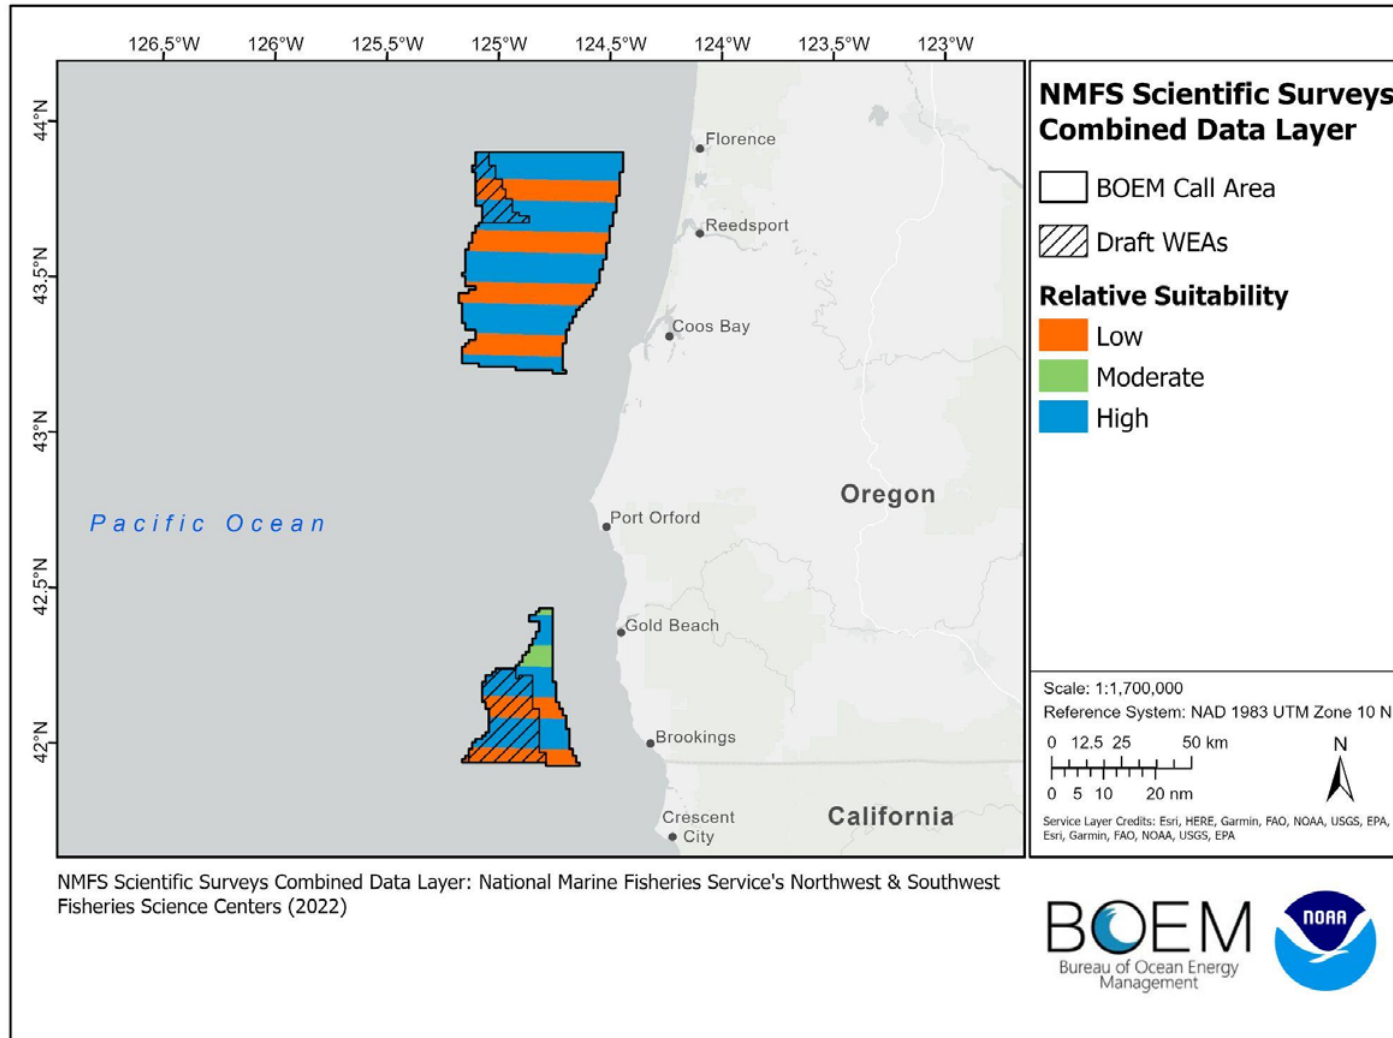 126.5°W 126°W 125.5°W 125°W 124.5°W 124°W 123.5°W 123°W
44°N
43.5°N
43°N
42.5°N
42°N
Florence
Reedsport
Coos Bay
Oregon
Pacific Ocean
Port Orford
Gold Beach
Brookings
California
Crescent
City
NMFS Scientific Surveys
Combined Data Layer
BOEM Call Area
Draft WEAs
Relative Suitability
Low
Moderate
High
Scale: 1:1,700,000
Reference System: NAD 1983 UTM Zone 10 N
0 12.5 25 50 km
0 5 10 20 nm
N
Service Layer Credits: Esri, HERE, Garmin, FAO, NOAA, USGS, EPA,
Esri, Garmin, FAO, NOAA, USGS, EPA
NMFS Scientific Surveys Combined Data Layer: National Marine Fisheries Service's Northwest & Southwest
Fisheries Science Centers (2022)
BOEM
Bureau of Ocean Energy
Management
NOAA